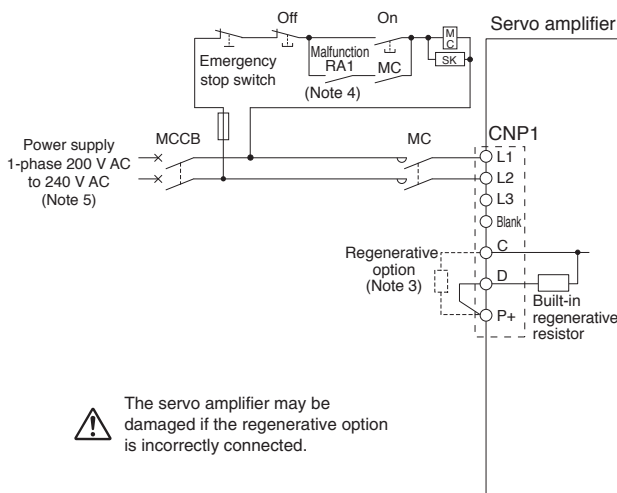 Off
On
Servo amplifier
Emergency
stop switch
Malfunction
RA1
(Note 4)
MC
M
C
SK
Power supply
1-phase 200 V AC
to 240 V AC
(Note 5)
MCCB
MC
CNP1
L1
L2
L3
Blank
C
D
P+
Regenerative
option
(Note 3)
Built-in
regenerative
resistor
The servo amplifier may be
damaged if the regenerative option
is incorrectly connected.